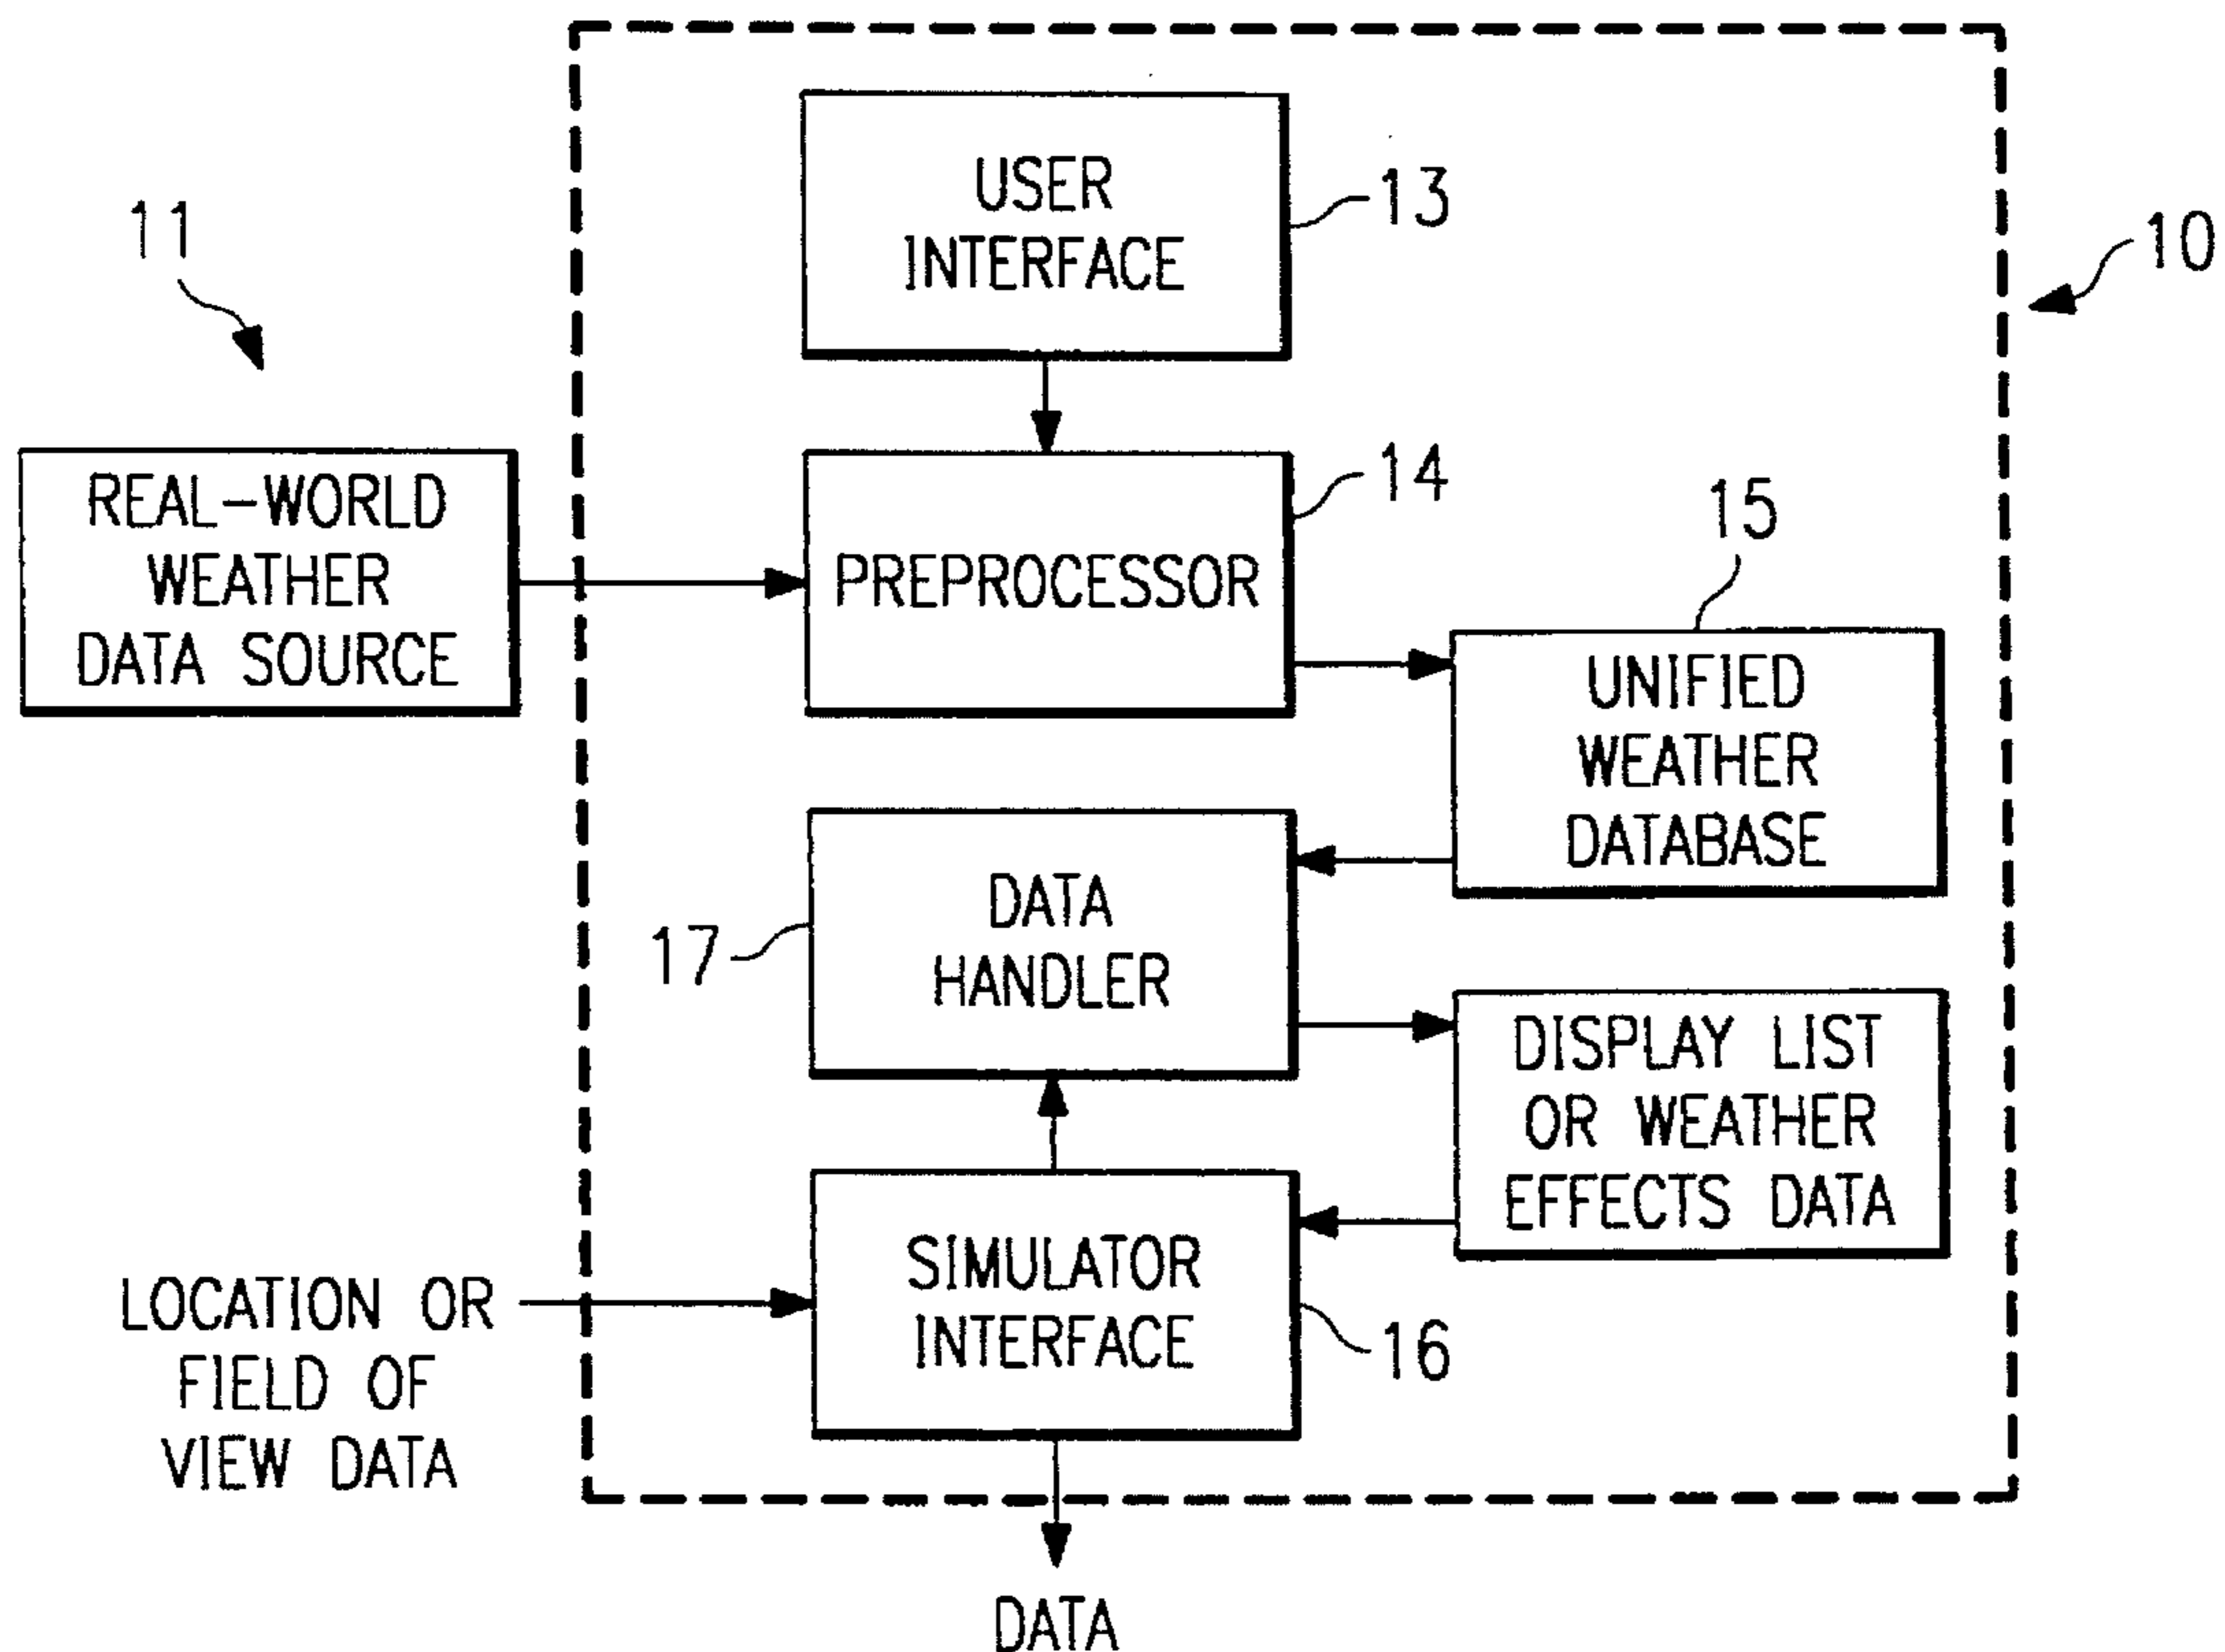 USER
INTERFACE
13
11
10
REAL-WORLD
WEATHER
DATA SOURCE
14
PREPROCESSOR
15
UNIFIED
WEATHER
DATABASE
17
DATA
HANDLER
DISPLAY LIST
OR WEATHER
EFFECTS DATA
SIMULATOR
INTERFACE
16
LOCATION OR
FIELD OF
VIEW DATA
DATA